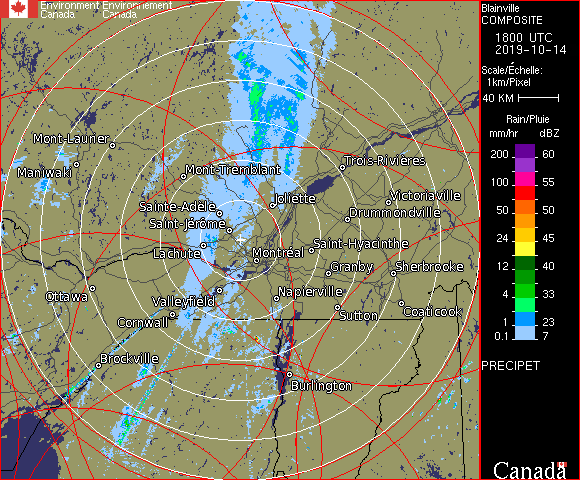 Environment Environnement
Canada Canada
Mont-Laurier
Maniwaki
Mont-Tremblant
Trois-Rivières
Sainte-Adèle
Joliette
Victoriaville
Drummondville
Saint-Jérôme
Lachute
Montréal
Saint-Hyacinthe
Granby
Sherbrooke
Ottawa
Valleyfield
Napierville
Cornwall
Sutton
Coaticook
Brockville
Burlington
Blainville
COMPOSITE
1800 UTC
2019-10-14
Scale/Échelle:
1km/Pixel
40 KM
Rain/Pluie
mm/hr dBZ
200 60
100 55
50 50
24 45
12 40
4 33
1 23
0.1 7
PRECIPET
Canada